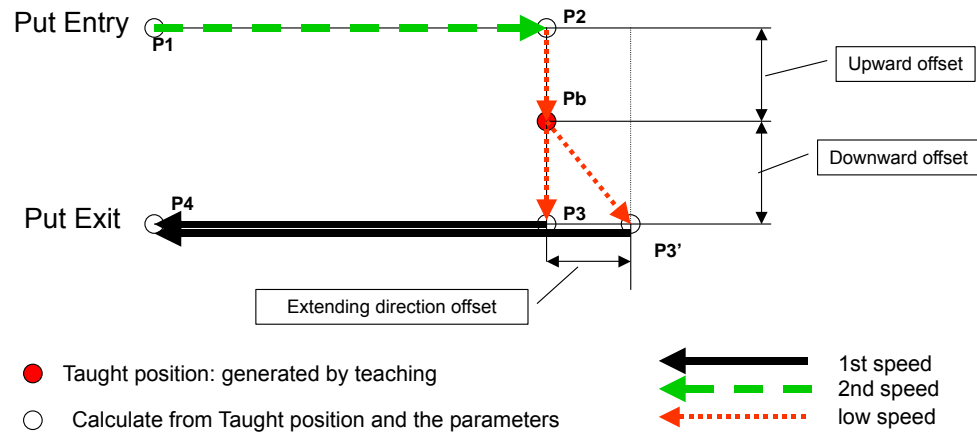 Put Entry
P1
P2
Upward offset
Pb
Downward offset
Put Exit
P4
P3
P3’
Extending direction offset
Taught position: generated by teaching
Calculate from Taught position and the parameters
1st speed
2nd speed
low speed